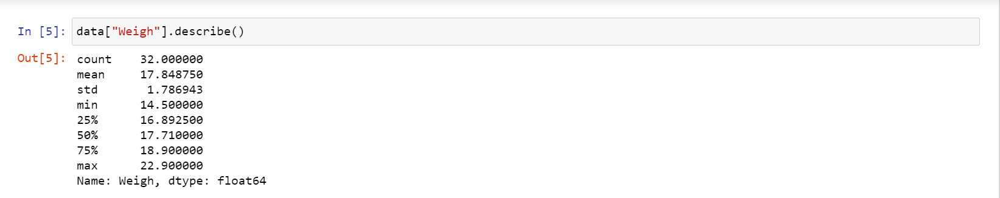 In [5]: data["Weigh"].describe()
Out[5]: count    32.000000
mean     17.848750
std       1.786943
min      14.500000
25%      16.892500
50%      17.710000
75%      18.900000
max      22.900000
Name: Weigh, dtype: float64